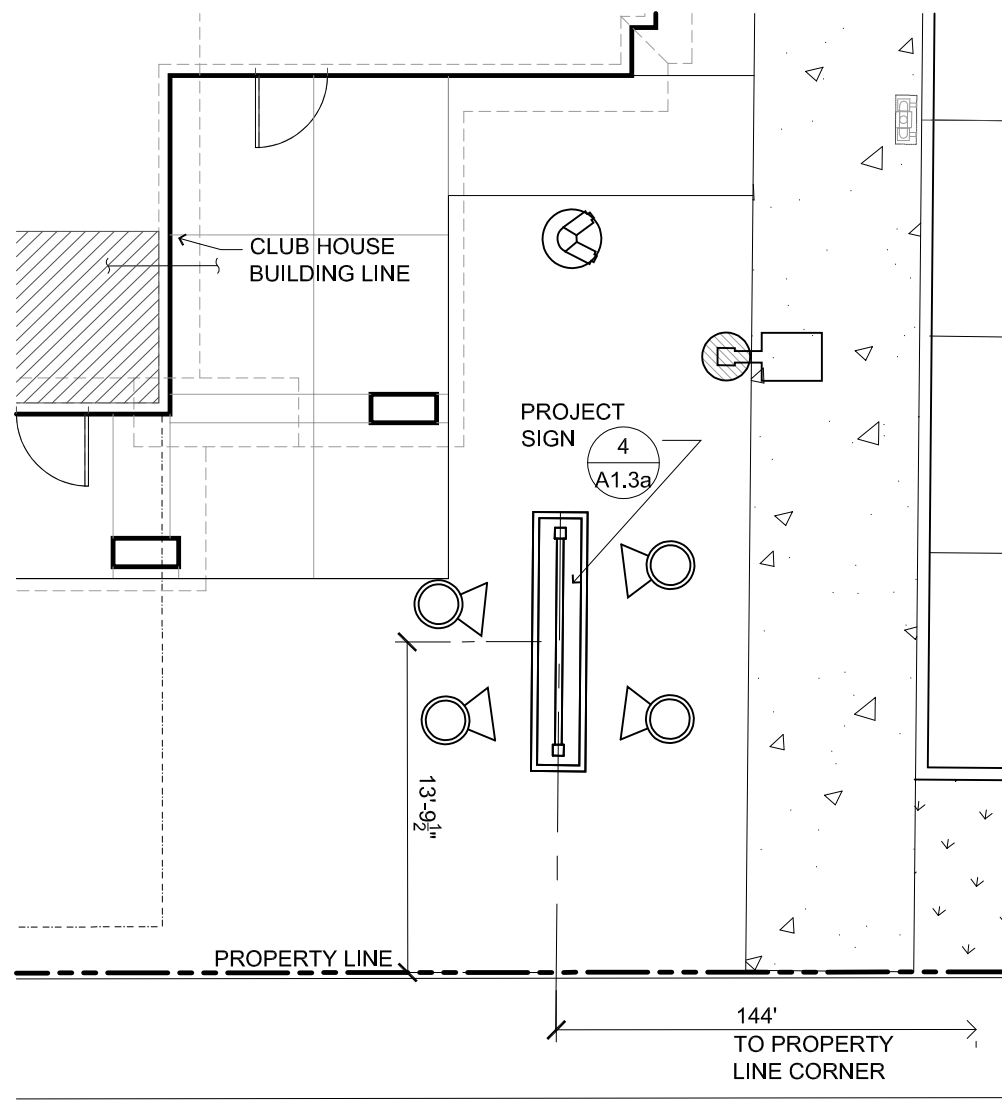 CLUB HOUSE
BUILDING LINE
PROJECT
SIGN
4
A1.3a
13'-9½"
PROPERTY LINE
144'
TO PROPERTY
LINE CORNER